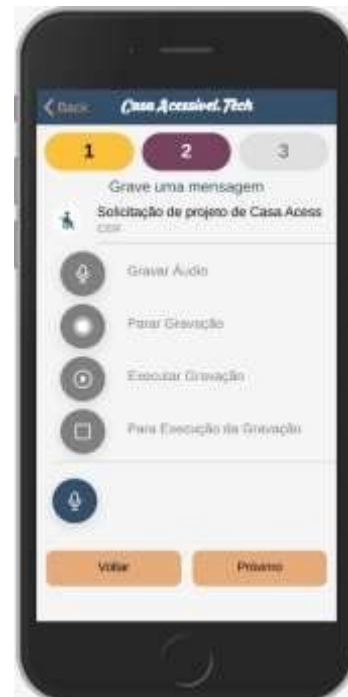 Back Casa Acessivel.Tech
1 2 3
Grave uma mensagem
Solicitação de projeto de Casa Acess
Gravar Áudio
Parar Gravação
Executar Gravação
Para Execução da Gravação
Voltar Próximo